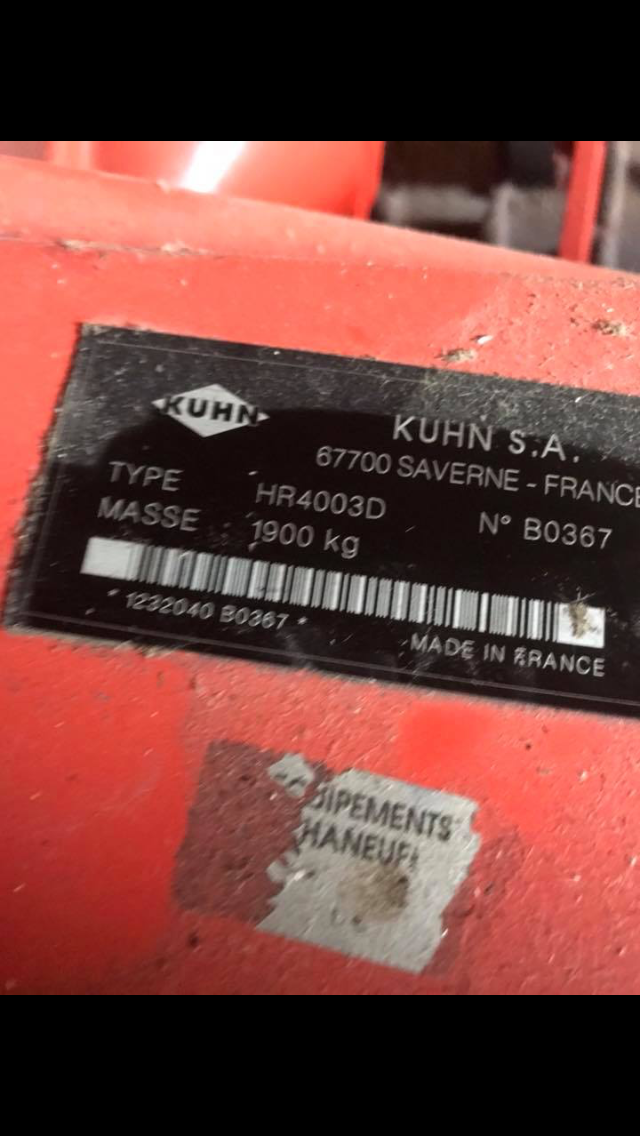 KUHN
KUHN S.A.
67700 SAVERNE - FRANCE
TYPE HR4003D N° B0367
MASSE 1900 kg
* 1232040 B0367 *
MADE IN FRANCE